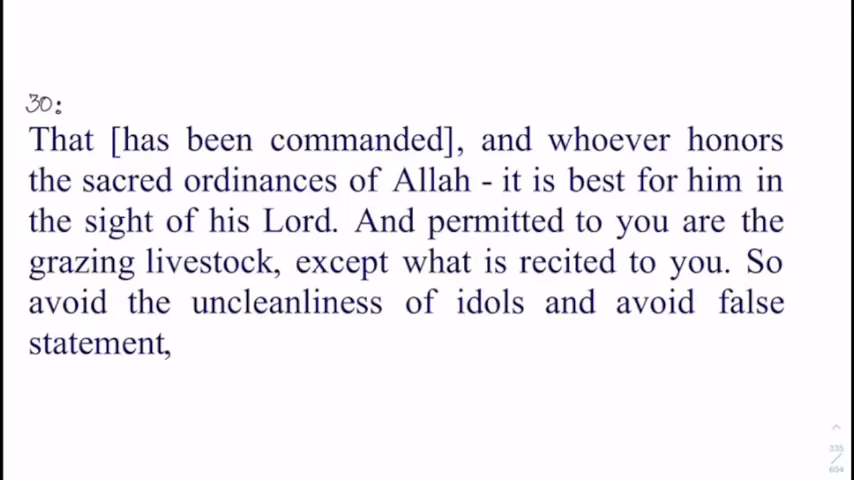 30:
That [has been commanded], and whoever honors
the sacred ordinances of Allah - it is best for him in
the sight of his Lord. And permitted to you are the
grazing livestock, except what is recited to you. So
avoid the uncleanliness of idols and avoid false
statement,
335
/
604